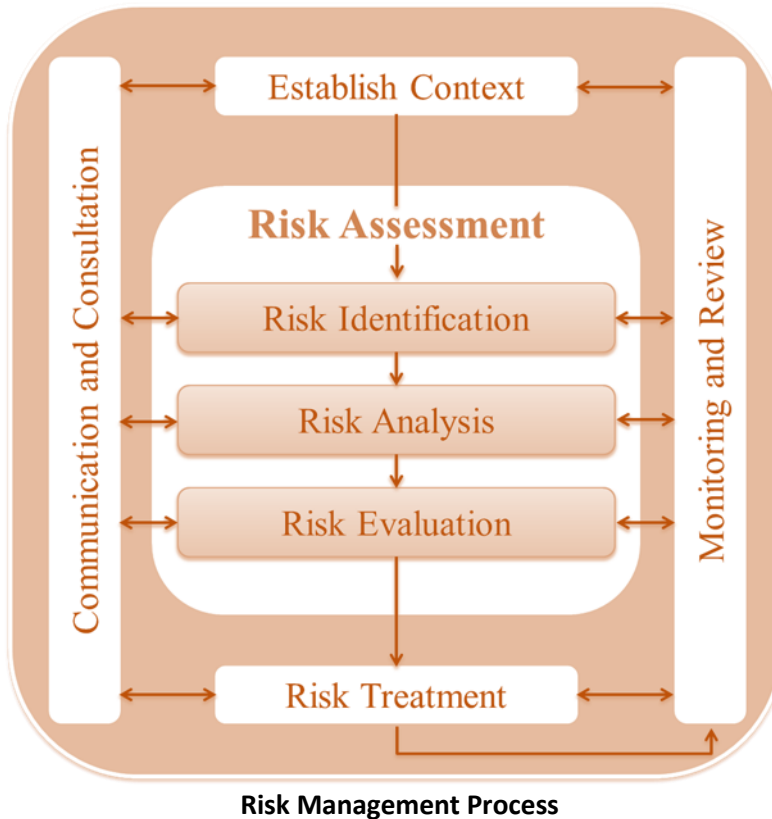 Establish Context
Communication and Consultation
Risk Assessment
Risk Identification
Risk Analysis
Risk Evaluation
Monitoring and Review
Risk Treatment
Risk Management Process